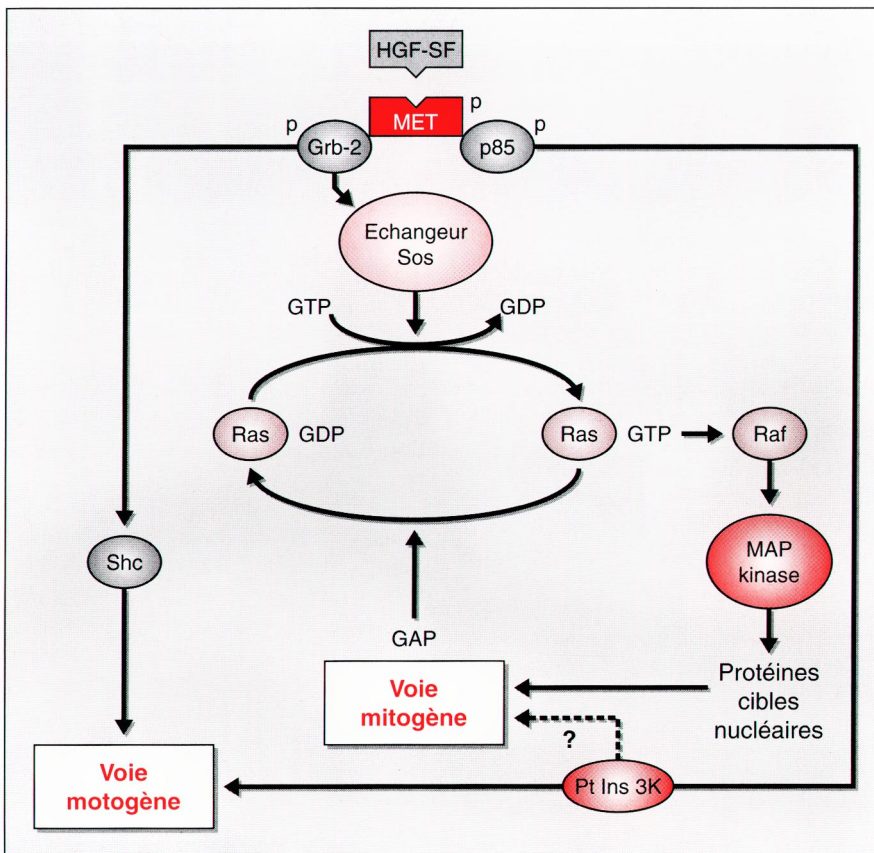 HGF-SF
p
MET
p
Grb-2
p85
p
Echangeur
Sos
GTP
GDP
Ras
GDP
Ras
GTP
Raf
Shc
MAP
kinase
GAP
Voie
mitogène
Protéines
cibles
nucléaires
?
Voie
motogène
Pt Ins 3K